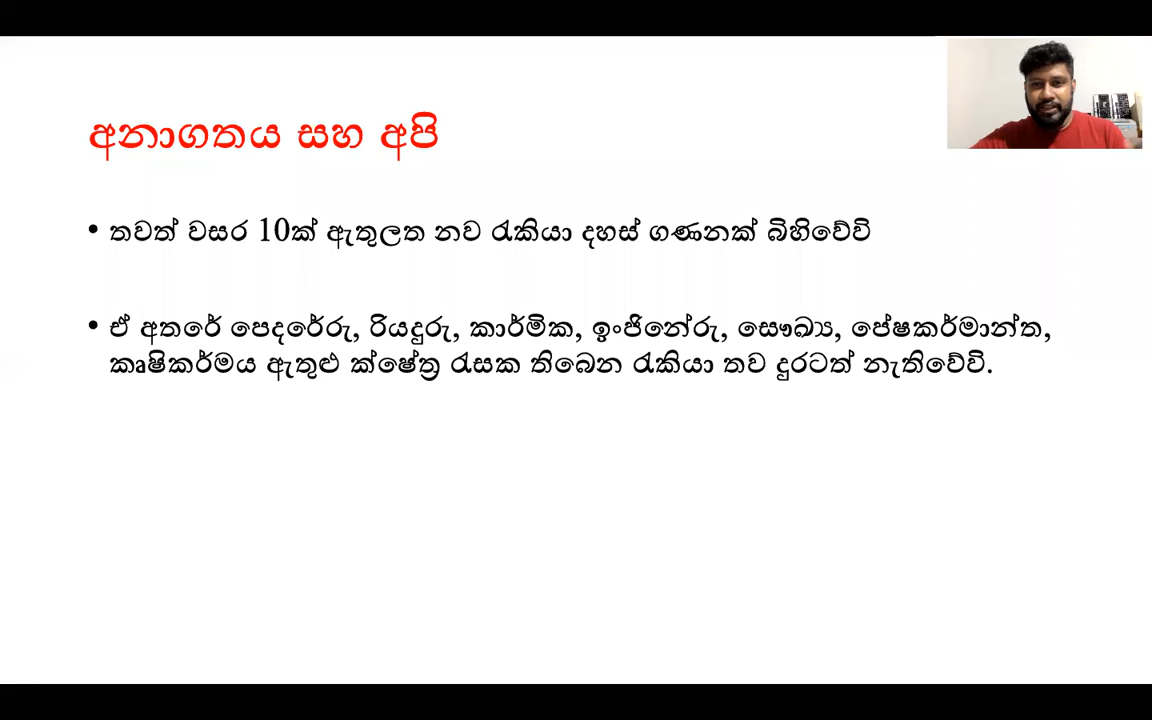 අනාගතය සහ අපි
• තවත් වසර 10ක් ඇතුලත නව රැකියා දහස් ගණනක් බිහිවේවි
• ඒ අතරේ පෙදරේරු, රියදුරු, කාර්මික, ඉංජිනේරු, සෞඛ්‍ය, පේෂකර්මාන්ත,
කෘෂිකර්මය ඇතුළු ක්ෂේත්‍ර රැසක තිබෙන රැකියා තව දුරටත් නැතිවේවි.